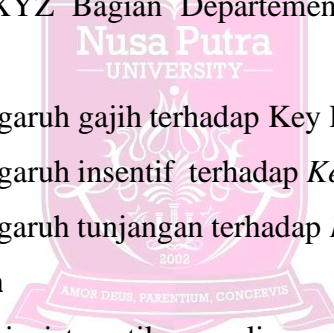 XYZ Bagian Departemen
Nusa Putra
UNIVERSITY
garuh gajih terhadap Key
garuh insentif terhadap Ke
garuh tunjangan terhadap
2002
AMOR DEUS, PARENTIUM, CONCERVIS